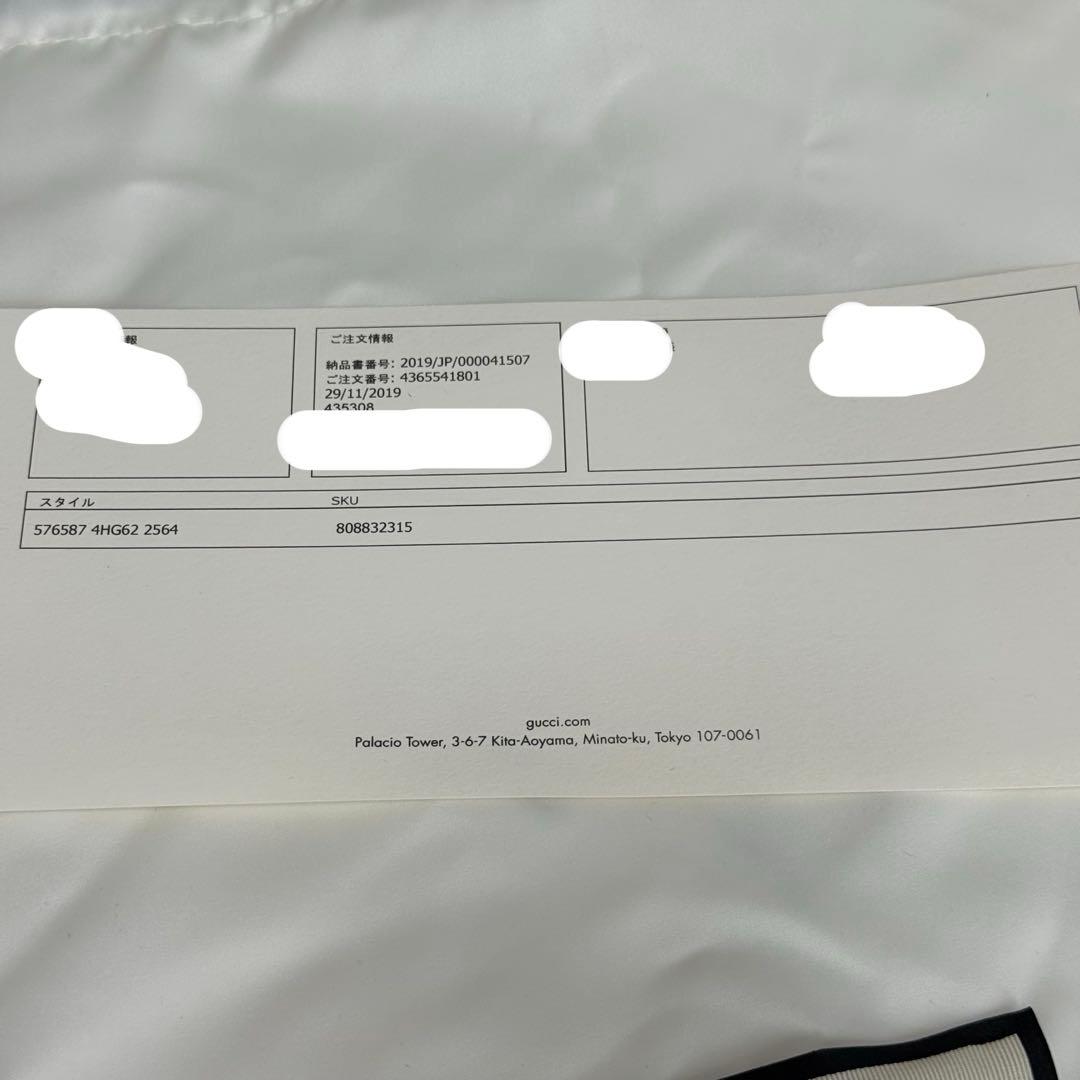 報
ご注文情報
納品書番号: 2019/JP/000041507
ご注文番号: 4365541801
29/11/2019
435308
スタイル SKU
576587 4HG62 2564 808832315
gucci.com
Palacio Tower, 3-6-7 Kita-Aoyama, Minato-ku, Tokyo 107-0061